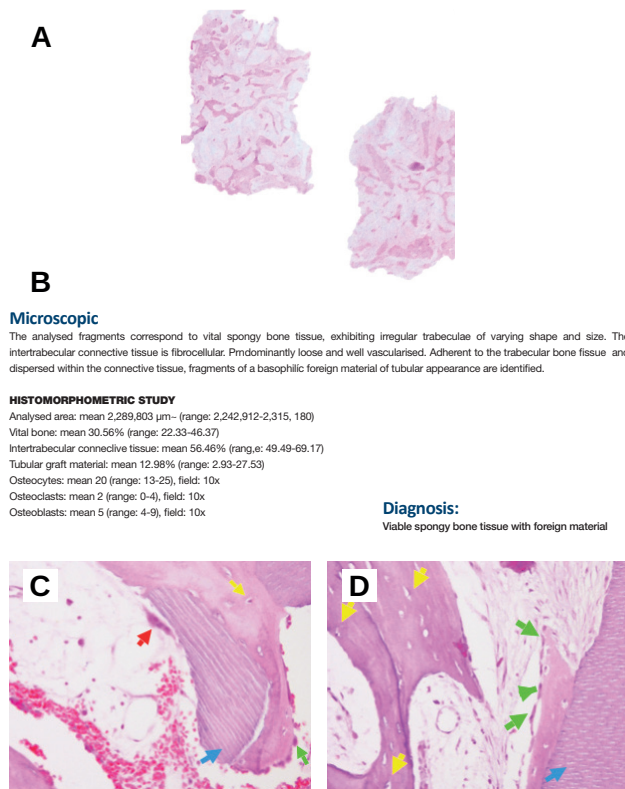 A
B
Microscopic
The analysed fragments correspond to vital spongy bone tissue, exhibiting irregular trabeculae of varying shape and size. The
intertrabecular connective tissue is fibrocellular. Prndominantly loose and well vascularised. Adherent to the trabecular bone fissue and
dispersed within the connective tissue, fragments of a basophilic foreign material of tubular appearance are identified.
HISTOMORPHOMETRIC STUDY
Analysed area: mean 2,289,803 µm~ (range: 2,242,912-2,315, 180)
Vital bone: mean 30.56% (range: 22.33-46.37)
Intertrabecular conneclive tissue: mean 56.46% (rang,e: 49.49-69.17)
Tubular graft material: mean 12.98% (range: 2.93-27.53)
Osteocytes: mean 20 (range: 13-25), field: 10x
Osteoclasts: mean 2 (range: 0-4), field: 10x
Osteoblasts: mean 5 (range: 4-9), field: 10x
Diagnosis:
Viable spongy bone tissue with foreign material
C
D